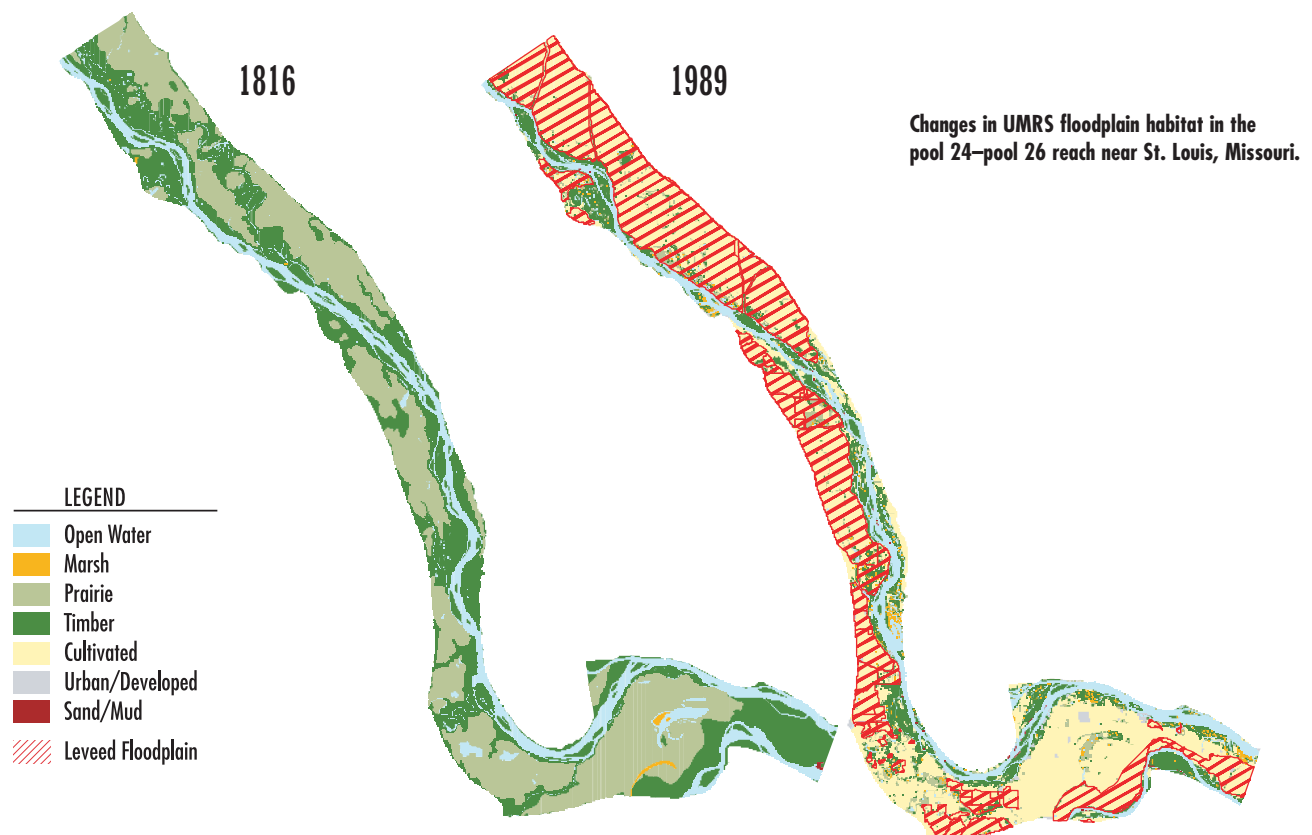 1816
1989
Changes in UMRS floodplain habitat in the
pool 24–pool 26 reach near St. Louis, Missouri.
LEGEND
Open Water
Marsh
Prairie
Timber
Cultivated
Urban/Developed
Sand/Mud
Leveed Floodplain